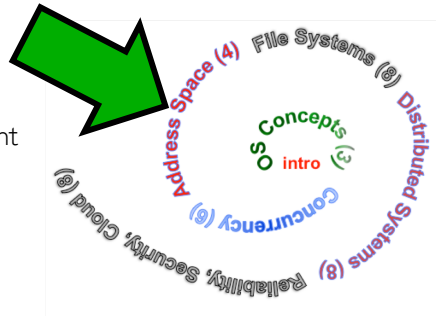 nt
intro
OS Concepts (3)
Concurrency (6)
Address Space (4)
File Systems (8)
Distributed Systems (8)
Reliability, Security, Cloud (8)